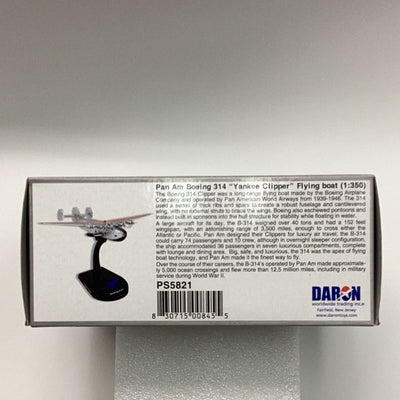 Pan Am Boeing 314 "Yankee Clipper" Flying boat (1:350)
The Boeing 314 Clipper was a long-range flying boat made by the Boeing Airplane
Company and operated by Pan American World Airways from 1939-1946. The 314
used a series of thick ribs and spars to create a robust fuselage and cantilevered
wing, with no external struts to brace the wings. Boeing also eschewed pontoons and
instead built in sponsons into the hull structure for stability while floating in water.
A large aircraft for its day, the B-314 weighed over 40 tons and had a 152 feet
wingspan, with an astonishing range of 3,500 miles, enough to cross either the
Atlantic or Pacific. Pan Am designed their Clippers for luxury air travel; the B-314
could carry 74 passengers and 10 crew, although in overnight sleeper configuration,
the ship accommodated 36 passengers in seven luxurious compartments, complete
with lounge and dining area. Big, safe, and luxurious, the 314 was the apex of flying
boat technology, and Pan Am made it the finest way to fly.
Over the course of their careers, the B-314's operated by Pan Am made approximate-
ly 5,000 ocean crossings and flew more than 12.5 million miles, including in military
service during World War II.
PS5821
8 30715 00845 5
DARON
worldwide trading inc.
Fairfield, New Jersey
www.darontoys.com